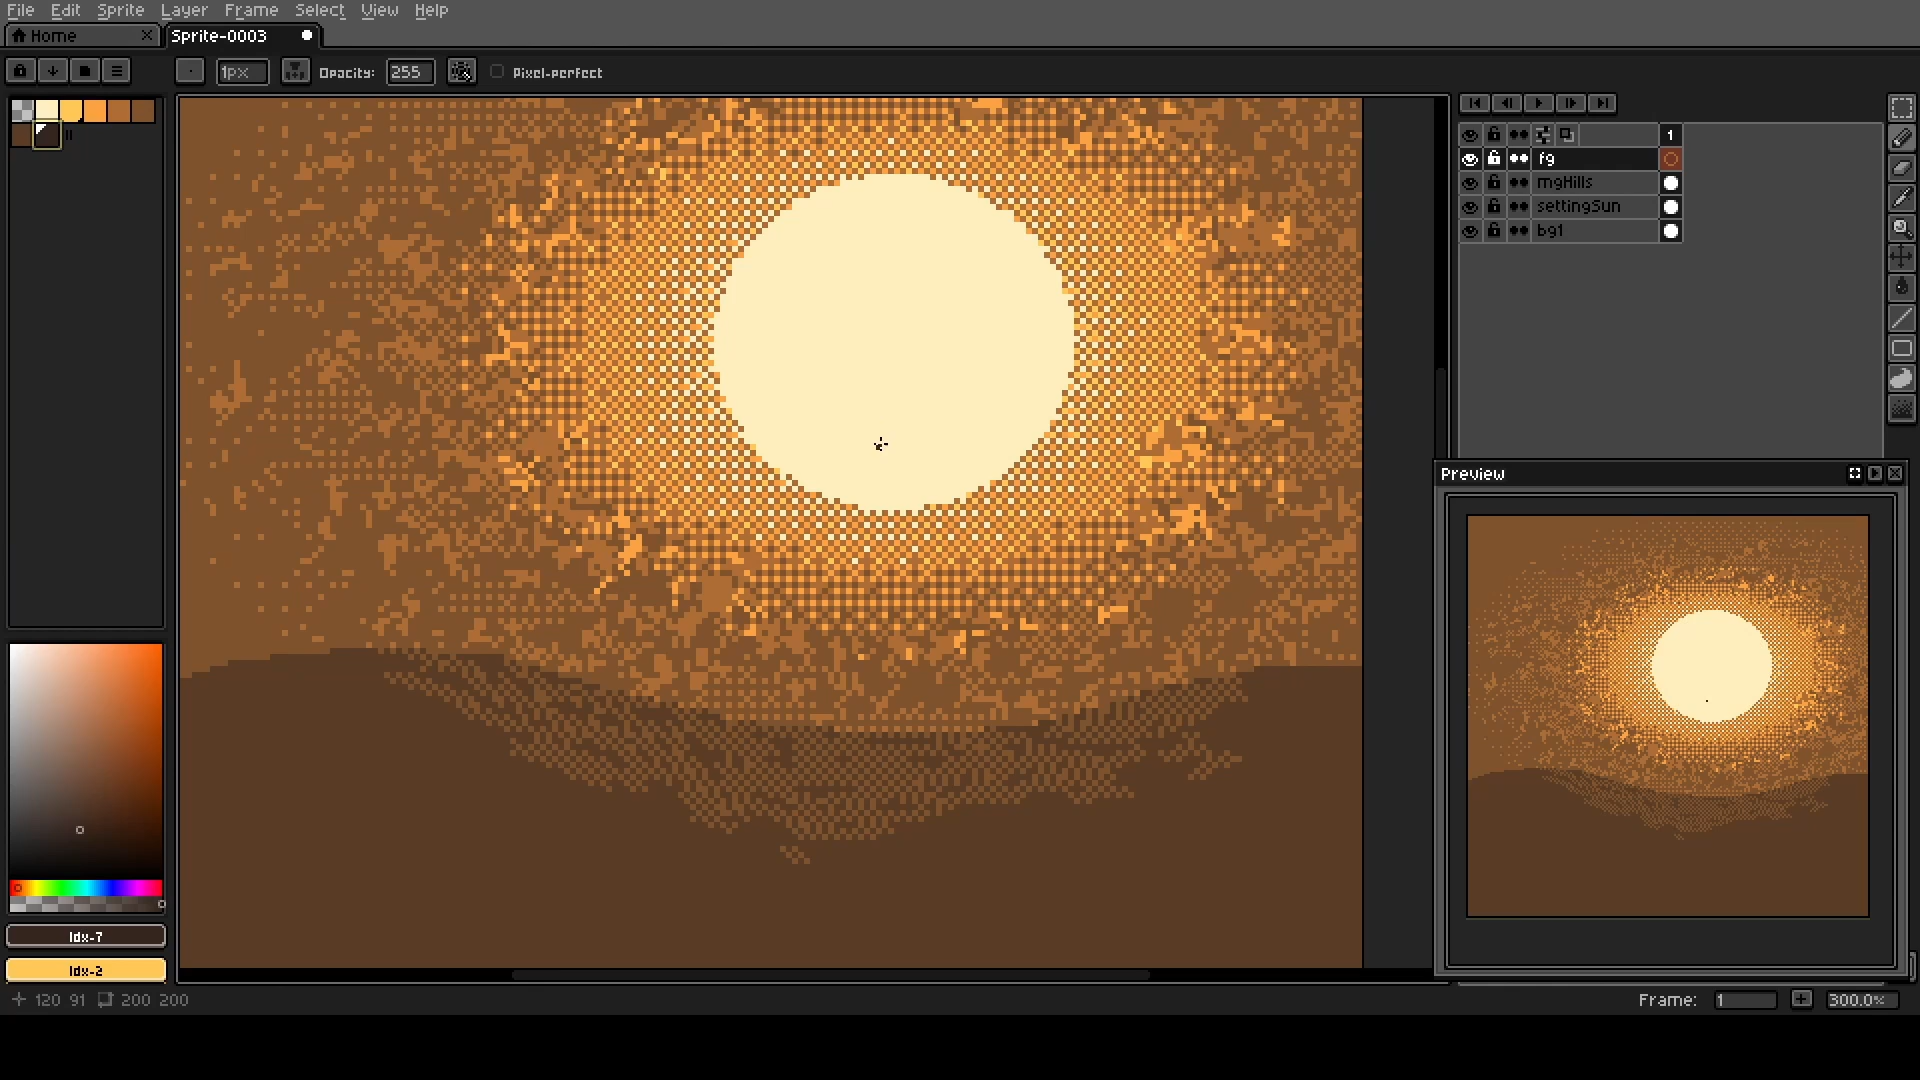 File Edit Sprite Layer Frame Select View Help
Home
Sprite-0003
1px
Opacity: 255
Pixel-perfect
1
fg
mgHills
settingSun
bg1
Preview
Idx-7
Idx-2
120 91 200 200
Frame: 1
300.0%